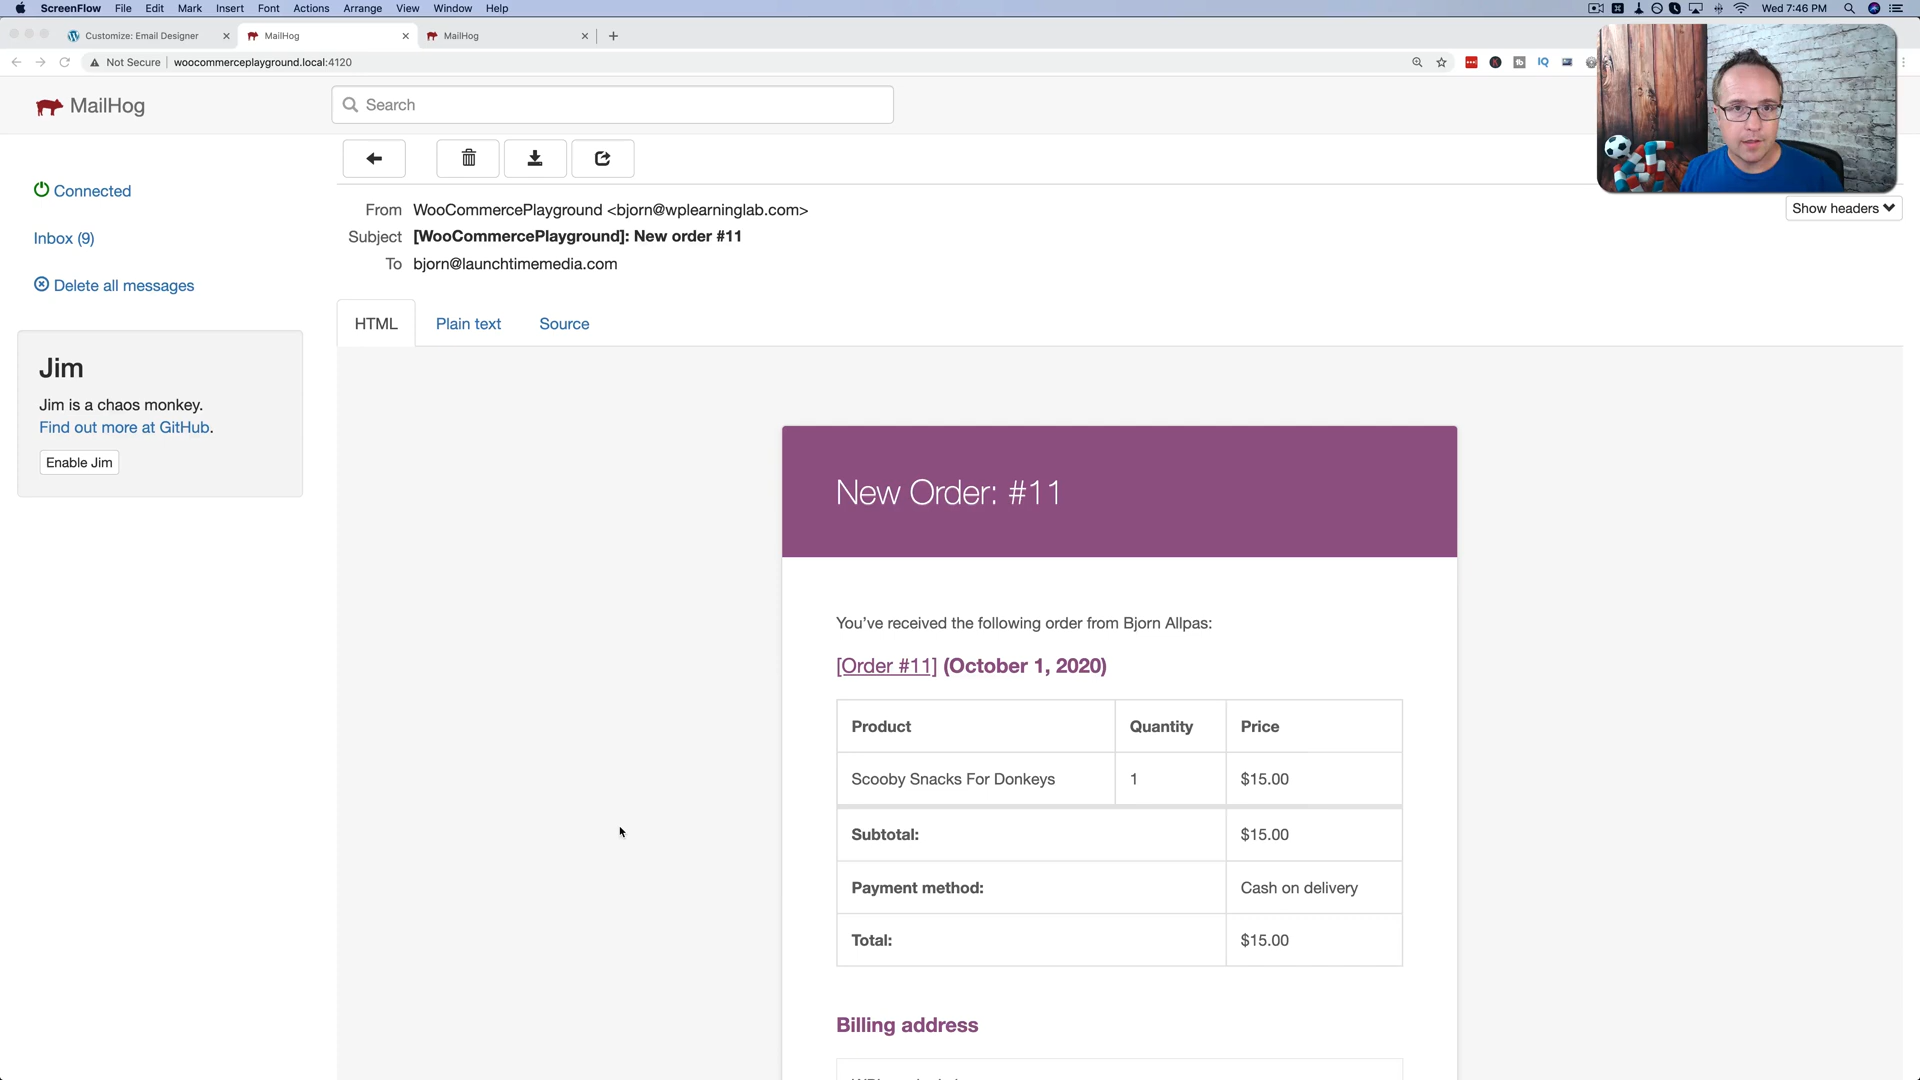 ScreenFlow File Edit Mark Insert Font Actions Arrange View Window Help Wed 7:46 PM
Customize: Email Designer MailHog MailHog
Not Secure woocommerceplayground.local:4120
MailHog
Search
Connected
Inbox (9)
Delete all messages
Jim
Jim is a chaos monkey.
Find out more at GitHub.
Enable Jim
From WooCommercePlayground <bjorn@wplearninglab.com>
Show headers
Subject [WooCommercePlayground]: New order #11
To bjorn@launchtimemedia.com
HTML Plain text Source
New Order: #11
You’ve received the following order from Bjorn Allpas:
[Order #11] (October 1, 2020)
Product Quantity Price
Scooby Snacks For Donkeys 1 $15.00
Subtotal: $15.00
Payment method: Cash on delivery
Total: $15.00
Billing address